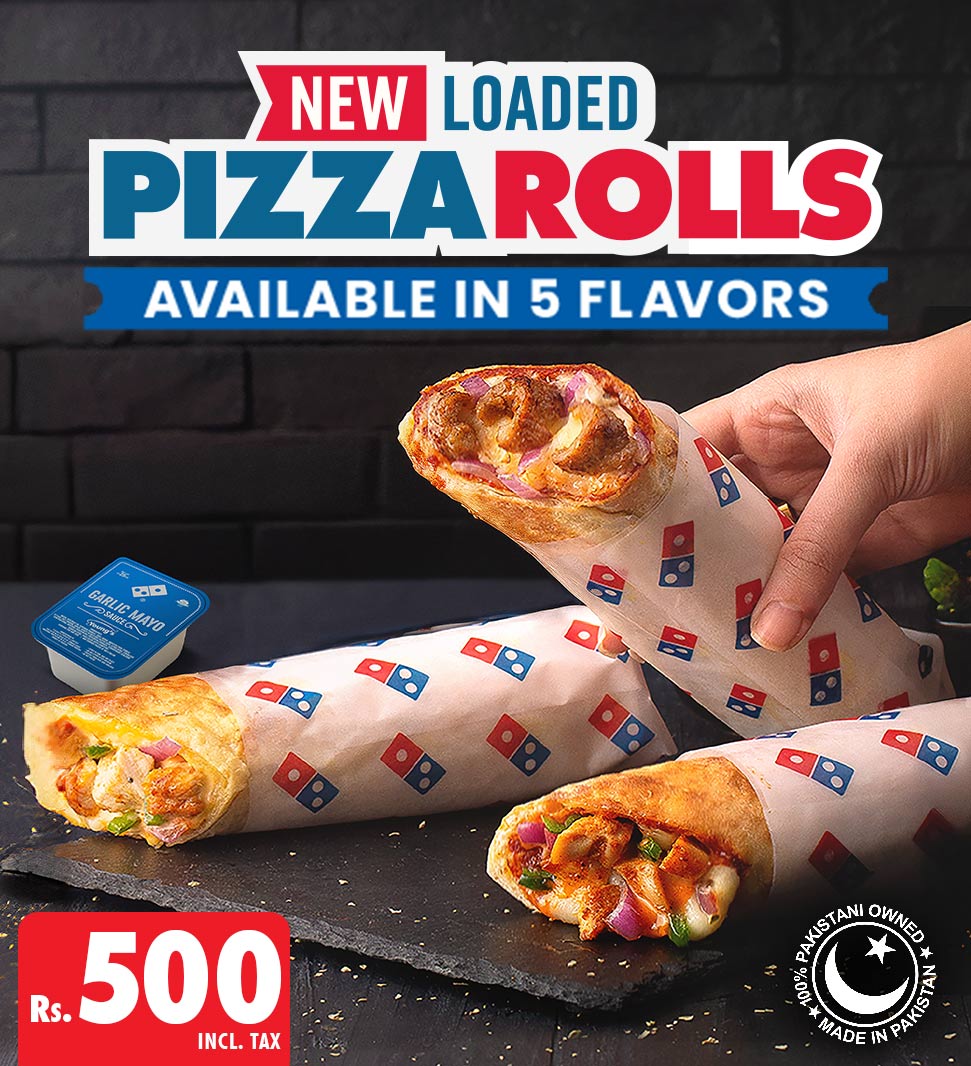 NEW LOADED
PIZZA ROLLS
AVAILABLE IN 5 FLAVORS
GARLIC MAYO
SAUCE
Young's
Rs. 500
INCL. TAX
100% PAKISTANI OWNED
MADE IN PAKISTAN